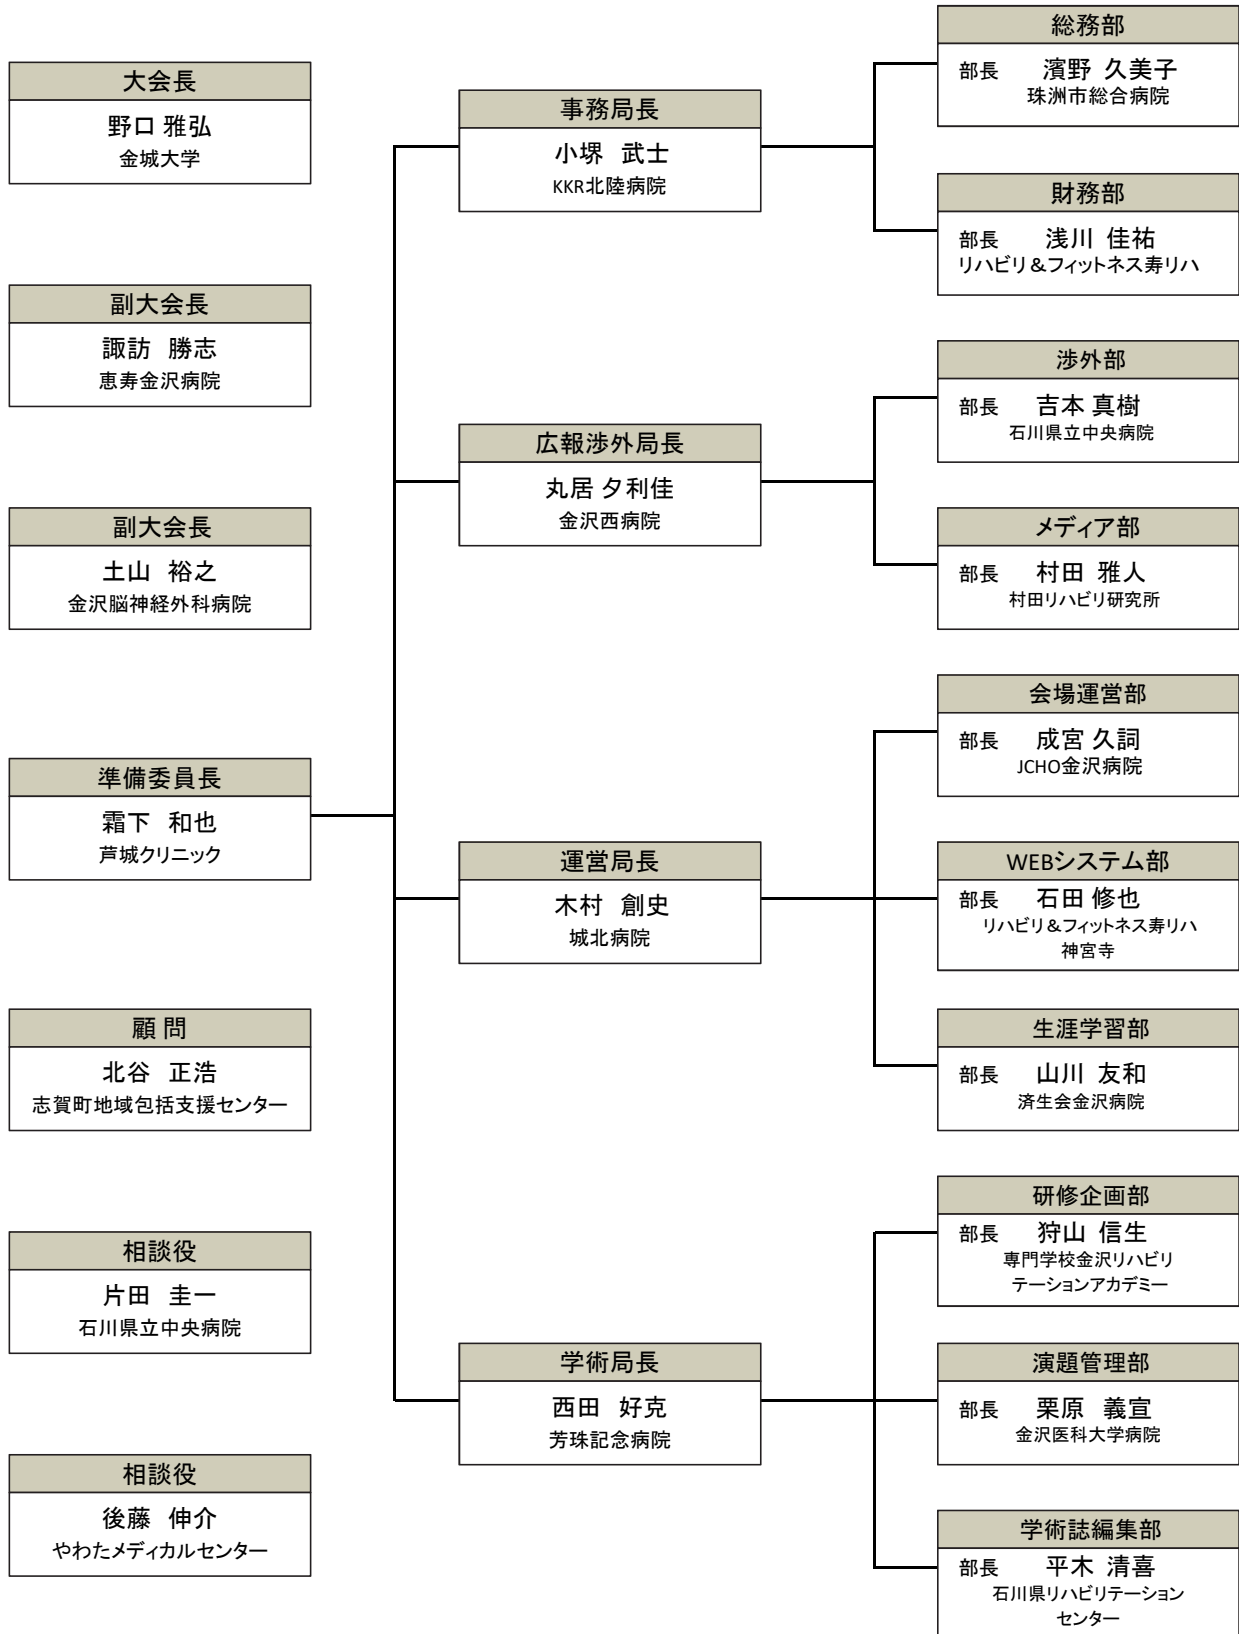 大会長
野口 雅弘
金城大学
副大会長
諏訪 勝志
恵寿金沢病院
副大会長
土山 裕之
金沢脳神経外科病院
準備委員長
霜下 和也
芦城クリニック
顧 問
北谷 正浩
志賀町地域包括支援センター
相談役
片田 圭一
石川県立中央病院
相談役
後藤 伸介
やわたメディカルセンター
事務局長
小堺 武士
KKR北陸病院
広報渉外局長
丸居 夕利佳
金沢西病院
運営局長
木村 創史
城北病院
学術局長
西田 好克
芳珠記念病院
総務部
部長 濱野 久美子
珠洲市総合病院
財務部
部長 浅川 佳祐
リハビリ＆フィットネス寿リハ
渉外部
部長 吉本 真樹
石川県立中央病院
メディア部
部長 村田 雅人
村田リハビリ研究所
会場運営部
部長 成宮 久詞
JCHO金沢病院
WEBシステム部
部長 石田 修也
リハビリ＆フィットネス寿リハ
神宮寺
生涯学習部
部長 山川 友和
済生会金沢病院
研修企画部
部長 狩山 信生
専門学校金沢リハビリ
テーションアカデミー
演題管理部
部長 栗原 義宣
金沢医科大学病院
学術誌編集部
部長 平木 清喜
石川県リハビリテーション
センター